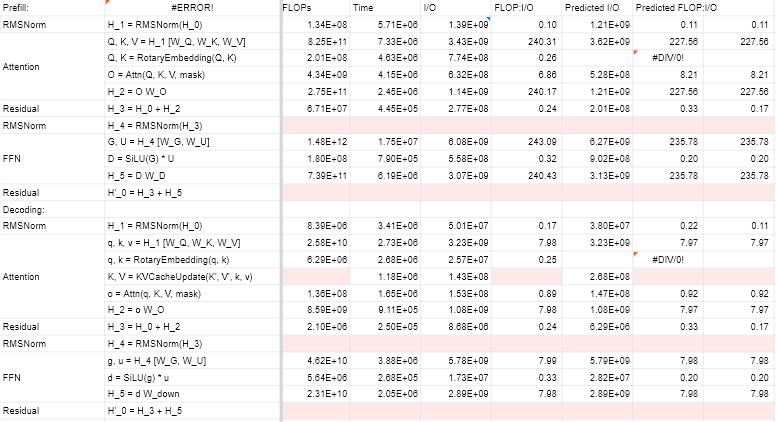 Prefill: #ERROR! FLOPs Time I/O FLOP:I/O Predicted I/O Predicted FLOP:I/O
RMSNorm H_1 = RMSNorm(H_0) 1.34E+08 5.71E+06 1.39E+09 0.10 1.21E+09 0.11 0.11
Q, K, V = H_1 [W_Q, W_K, W_V] 8.25E+11 7.33E+06 3.43E+09 240.31 3.62E+09 227.56 227.56
Attention
Q, K = RotaryEmbedding(Q, K) 2.01E+08 4.63E+06 7.74E+08 0.26 #DIV/0!
O = Attn(Q, K, V, mask) 4.34E+09 4.15E+06 6.32E+08 6.86 5.28E+08 8.21 8.21
H_2 = O W_O 2.75E+11 2.45E+06 1.14E+09 240.17 1.21E+09 227.56 227.56
Residual H_3 = H_0 + H_2 6.71E+07 4.45E+05 2.77E+08 0.24 2.01E+08 0.33 0.17
RMSNorm H_4 = RMSNorm(H_3)
G, U = H_4 [W_G, W_U] 1.48E+12 1.75E+07 6.08E+09 243.09 6.27E+09 235.78 235.78
FFN D = SiLU(G) * U 1.80E+08 7.90E+05 5.58E+08 0.32 9.02E+08 0.20 0.20
H_5 = D W_D 7.39E+11 6.19E+06 3.07E+09 240.43 3.13E+09 235.78 235.78
Residual H'_0 = H_3 + H_5
Decoding:
RMSNorm H_1 = RMSNorm(H_0) 8.39E+06 3.41E+06 5.01E+07 0.17 3.80E+07 0.22 0.11
q, k, v = H_1 [W_Q, W_K, W_V] 2.58E+10 2.73E+06 3.23E+09 7.98 3.23E+09 7.97 7.97
q, k = RotaryEmbedding(q, k) 6.29E+06 2.68E+06 2.57E+07 0.25 #DIV/0!
Attention K, V = KVCacheUpdate(K', V', k, v) 1.18E+06 1.43E+08 2.68E+08
o = Attn(q, K, V, mask) 1.36E+08 1.65E+06 1.53E+08 0.89 1.47E+08 0.92 0.92
H_2 = o W_O 8.59E+09 9.11E+05 1.08E+09 7.98 1.08E+09 7.97 7.97
Residual H_3 = H_0 + H_2 2.10E+06 2.50E+05 8.68E+06 0.24 6.29E+06 0.33 0.17
RMSNorm H_4 = RMSNorm(H_3)
g, u = H_4 [W_G, W_U] 4.62E+10 3.88E+06 5.78E+09 7.99 5.79E+09 7.98 7.98
FFN d = SiLU(g) * u 5.64E+06 2.68E+05 1.73E+07 0.33 2.82E+07 0.20 0.20
H_5 = d W_down 2.31E+10 2.05E+06 2.89E+09 7.98 2.89E+09 7.98 7.98
Residual H'_0 = H_3 + H_5